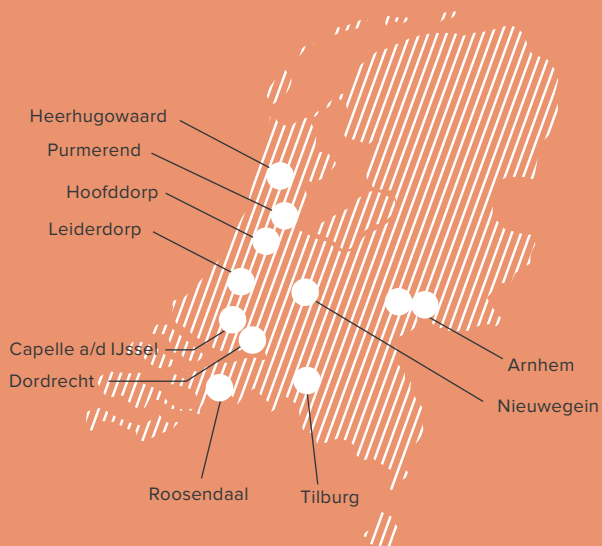 Heerhugowaard
Purmerend
Hoofddorp
Leiderdorp
Capelle a/d IJssel
Dordrecht
Arnhem
Nieuwegein
Roosendaal
Tilburg